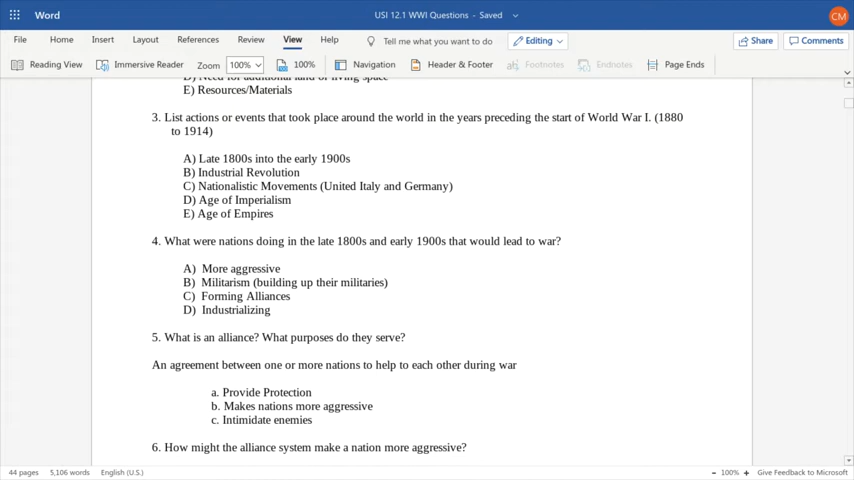 Word
USI 12.1 WWI Questions - Saved
CM
File Home Insert Layout References Review View Help Tell me what you want to do Editing Share Comments
Reading View Immersive Reader Zoom 100% 100% Navigation Header & Footer Footnotes Endnotes Page Ends
D) Need for additional land or living space
E) Resources/Materials
3. List actions or events that took place around the world in the years preceding the start of World War I. (1880
to 1914)
A) Late 1800s into the early 1900s
B) Industrial Revolution
C) Nationalistic Movements (United Italy and Germany)
D) Age of Imperialism
E) Age of Empires
4. What were nations doing in the late 1800s and early 1900s that would lead to war?
A) More aggressive
B) Militarism (building up their militaries)
C) Forming Alliances
D) Industrializing
5. What is an alliance? What purposes do they serve?
An agreement between one or more nations to help to each other during war
a. Provide Protection
b. Makes nations more aggressive
c. Intimidate enemies
6. How might the alliance system make a nation more aggressive?
44 pages 5,106 words English (U.S.) - 100% + Give Feedback to Microsoft